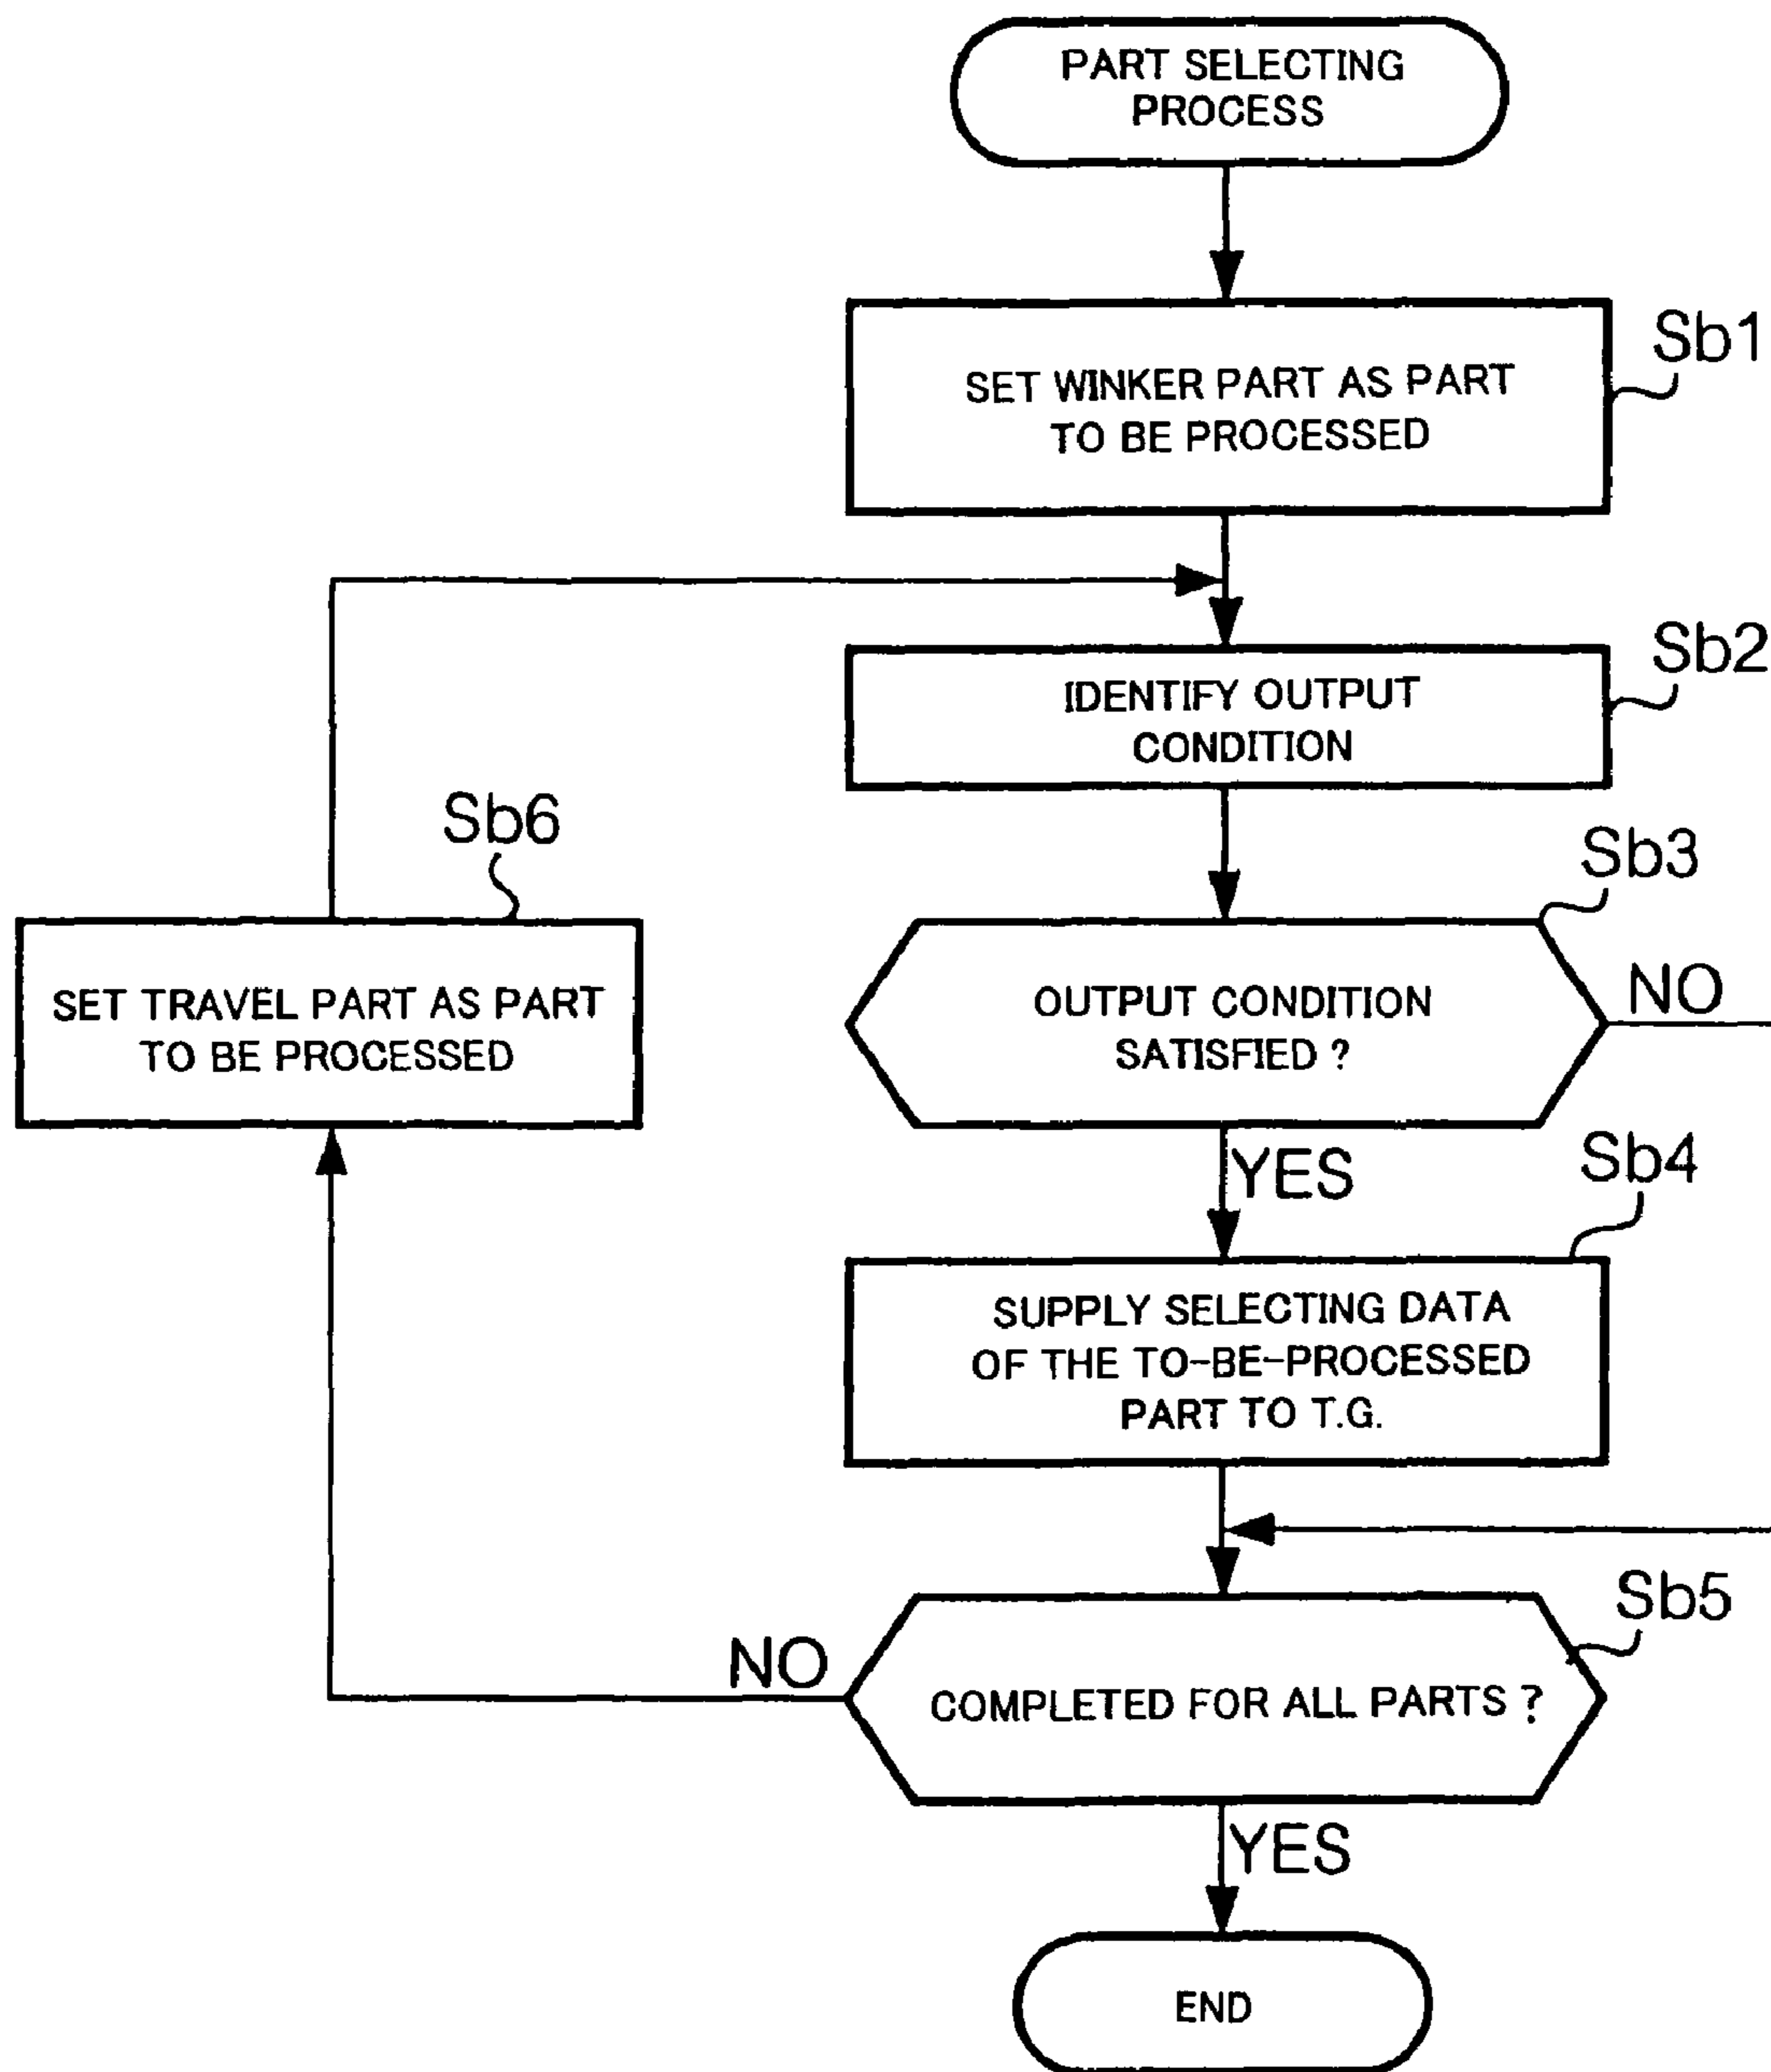 PART SELECTING
PROCESS
Sb1
SET WINKER PART AS PART
TO BE PROCESSED
Sb2
IDENTIFY OUTPUT
CONDITION
Sb6
Sb3
SET TRAVEL PART AS PART
TO BE PROCESSED
OUTPUT CONDITION
SATISFIED ?
NO
YES
Sb4
SUPPLY SELECTING DATA
OF THE TO-BE-PROCESSED
PART TO T.G.
Sb5
NO
COMPLETED FOR ALL PARTS ?
YES
END